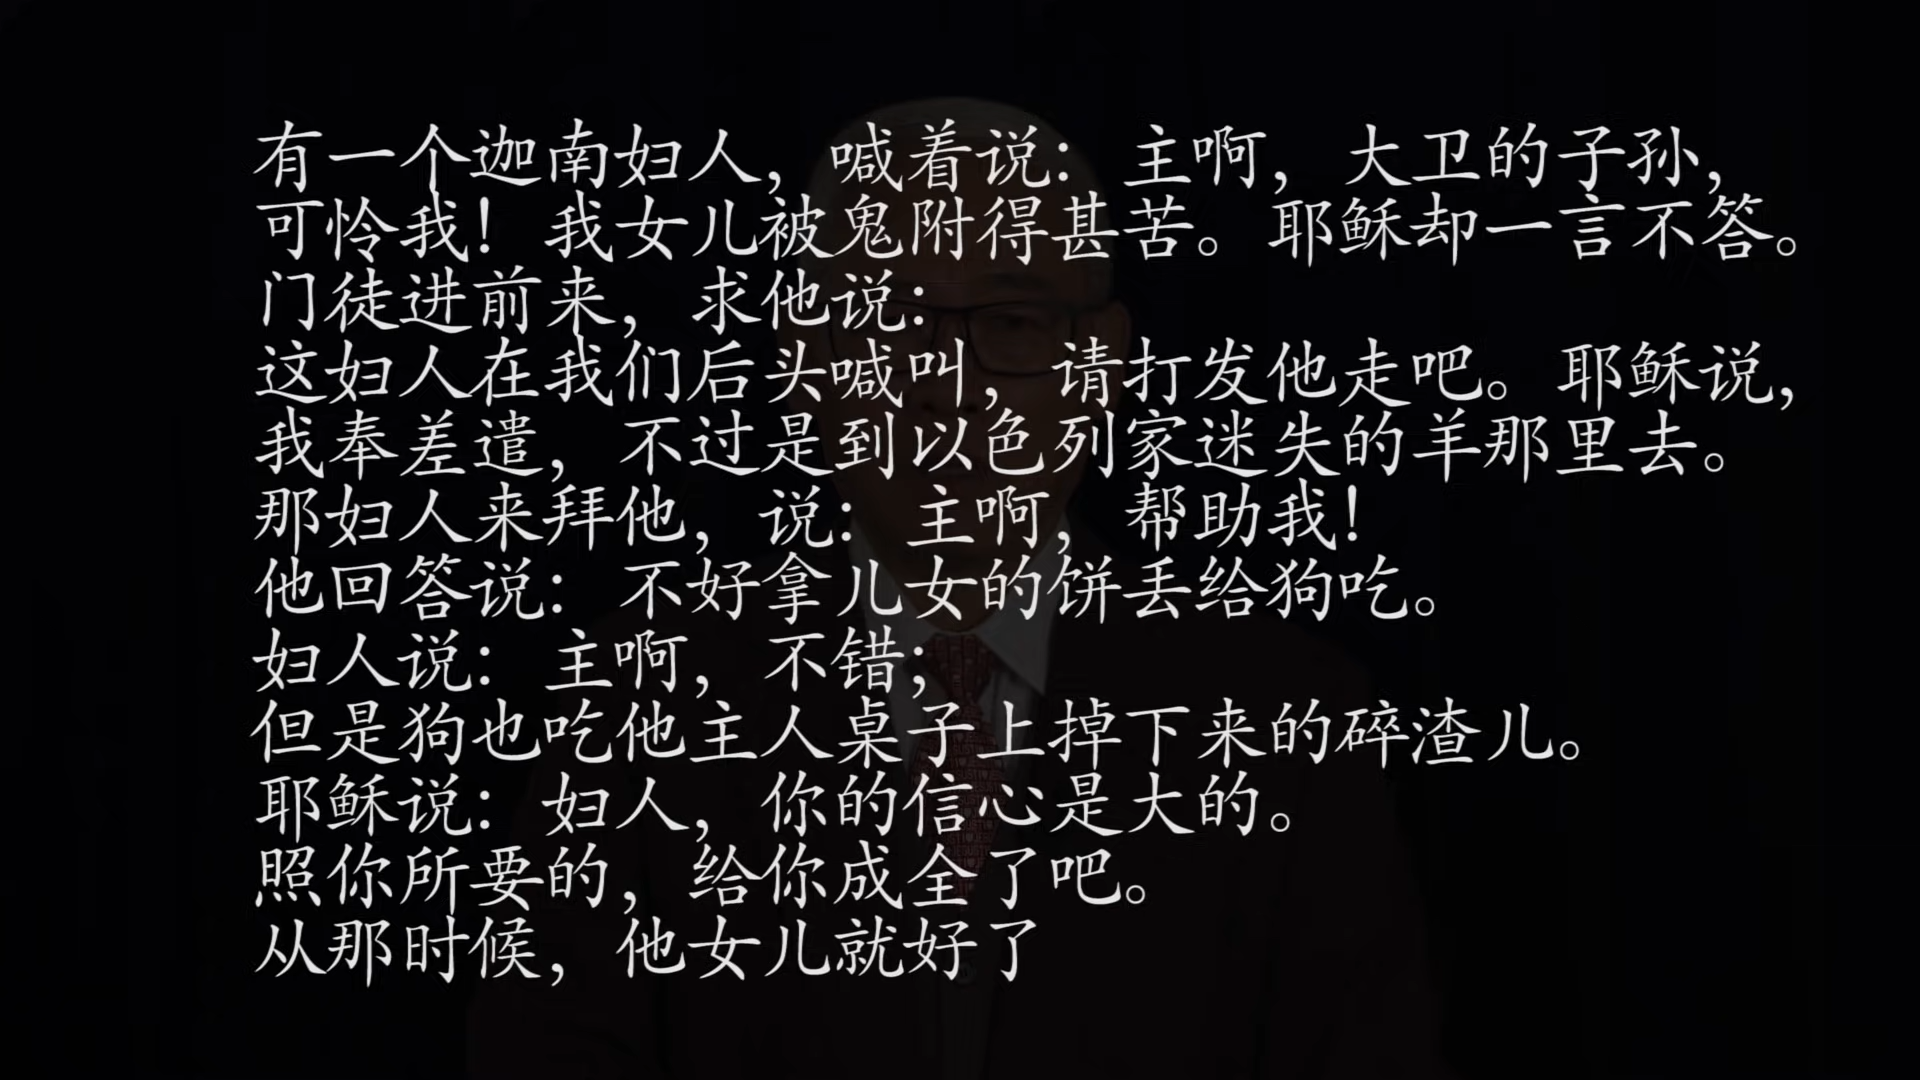 有一个迦南妇人，喊着说：主啊，大卫的子孙，
可怜我！我女儿被鬼附得甚苦。耶稣却一言不答。
门徒进前来，求他说：
这妇人在我们后头喊叫，请打发他走吧。耶稣说，
我奉差遣，不过是到以色列家迷失的羊那里去。
那妇人来拜他，说：主啊，帮助我！
他回答说：不好拿儿女的饼丢给狗吃。
妇人说：主啊，不错；
但是狗也吃他主人桌子上掉下来的碎渣儿。
耶稣说：妇人，你的信心是大的。
照你所要的，给你成全了吧。
从那时候，他女儿就好了